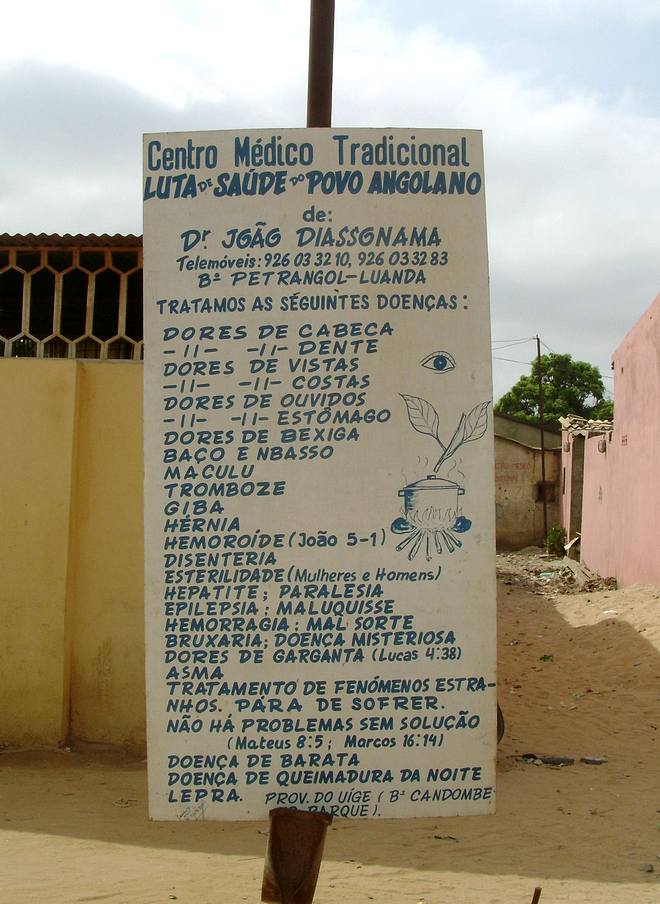 Centro Médico Tradicional
LUTA DE SAÚDE DO POVO ANGOLANO
de:
Dr JOÃO DIASSONAMA
Telemóveis: 926 03 32 10, 926 03 32 83
Bº PETRANGOL-LUANDA
TRATAMOS AS SÉGUINTES DOENÇAS:
DORES DE CABECA
-11- -11- DENTE
DORES DE VISTAS
-11- -11- COSTAS
DORES DE OUVIDOS
-11- -11- ESTÔMAGO
DORES DE BEXIGA
BAÇO E NBASSO
MACULU
TROMBOZE
GIBA
HÉRNIA
HEMOROÍDE (João 5-1)
DISENTERIA
ESTERILIDADE (Mulheres e Homens)
HEPATITE; PARALESIA
EPILEPSIA; MALUQUISSE
HEMORRAGIA; MAL SORTE
BRUXARIA; DOENÇA MISTERIOSA
DORES DE GARGANTA (Lucas 4:38)
ASMA
TRATAMENTO DE FENÓMENOS ESTRA-
NHOS. PÁRA DE SOFRER.
NÃO HÁ PROBLEMAS SEM SOLUÇÃO
(Mateus 8:5; Marcos 16:14)
DOENÇA DE BARATA
DOENÇA DE QUEIMADURA DA NOITE
LEPRA. PROV. DO UÍGE (Bº CANDOMBE
PARQUE).